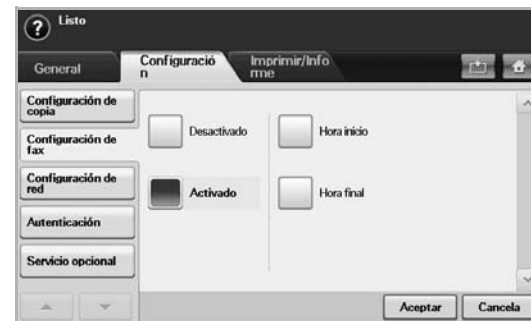 Listo
General
Configuració
n
Imprimir/Info
rme
Configuración de
copia
Configuración de
fax
Configuración de
red
Autenticación
Servicio opcional
Desactivado
Hora inicio
Activado
Hora final
Aceptar
Cancela